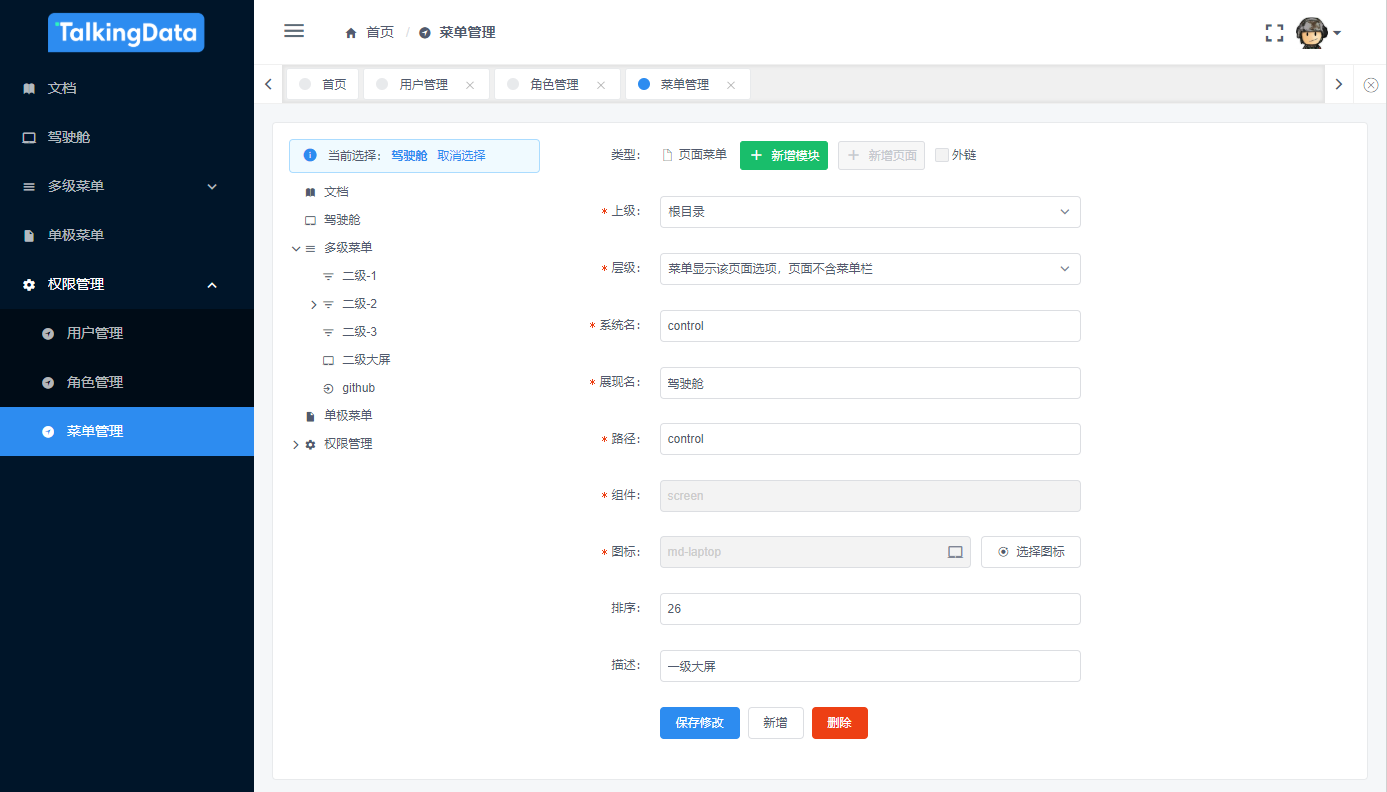 TalkingData
文档
驾驶舱
多级菜单
单极菜单
权限管理
用户管理
角色管理
菜单管理
首页 / 菜单管理
首页 用户管理 角色管理 菜单管理
当前选择： 驾驶舱 取消选择
文档
驾驶舱
多级菜单
二级-1
二级-2
二级-3
二级大屏
github
单极菜单
权限管理
类型： 页面菜单 新增模块 新增页面 外链
* 上级： 根目录
* 层级： 菜单显示该页面选项，页面不含菜单栏
* 系统名： control
* 展现名： 驾驶舱
* 路径： control
* 组件： screen
* 图标： md-laptop 选择图标
排序： 26
描述： 一级大屏
保存修改 新增 删除